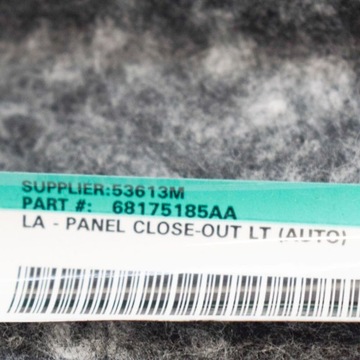 SUPPLIER:53613M
PART #: 68175185AA
LA - PANEL CLOSE-OUT LT (AUTO)